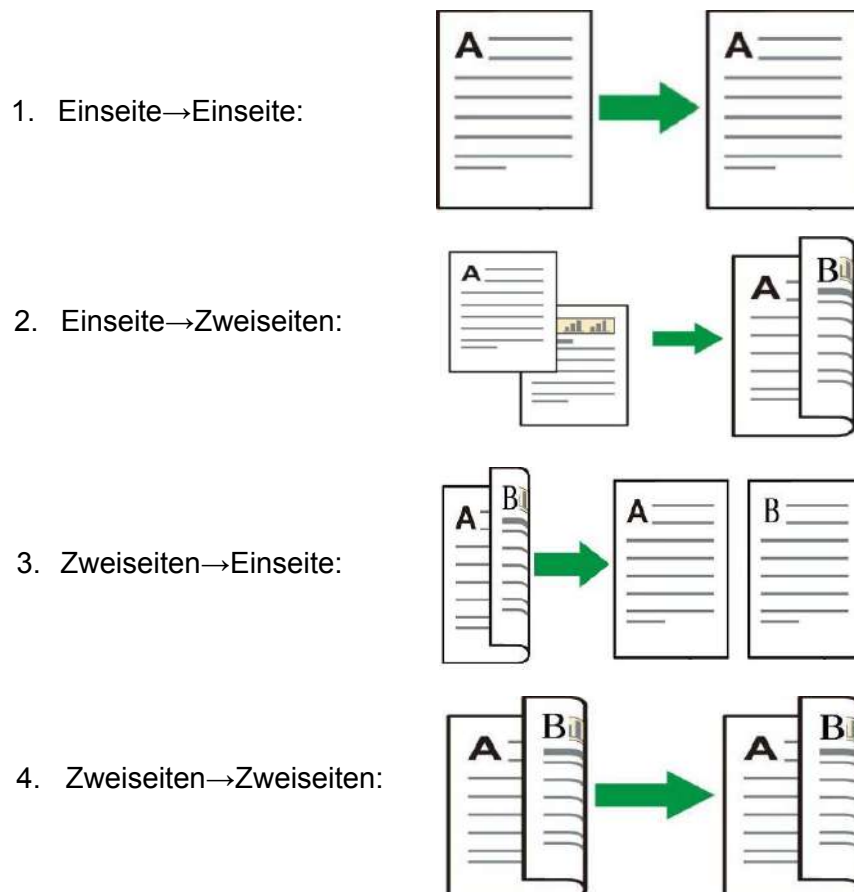 1. Einseite→Einseite:
A
A
2. Einseite→Zweiseiten:
A
A
B
3. Zweiseiten→Einseite:
A
B
A
B
4. Zweiseiten→Zweiseiten:
A
B
A
B